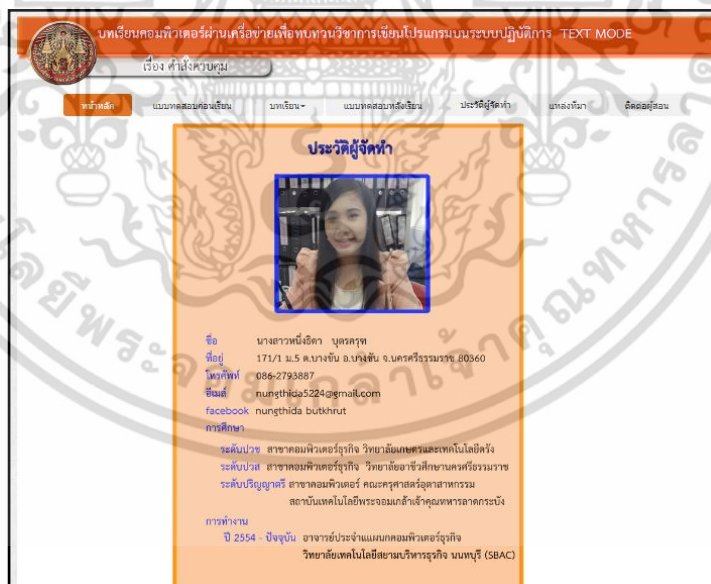 บทเรียนคอมพิวเตอร์ผ่านเครือข่ายเพื่อทบทวนวิชาการเขียนโปรแกรมบนระบบปฏิบัติการ TEXT MODE
เรื่อง คำสั่งควบคุม
หน้าหลัก แบบทดสอบก่อนเรียน บทเรียน แบบทดสอบหลังเรียน ประวัติผู้จัดทำ แหล่งที่มา ติดต่อผู้สอน
ประวัติผู้จัดทำ
ชื่อ นางสาวหนึ่งธิดา บุตรครุฑ
ที่อยู่ 171/1 ม.5 ต.บางขัน อ.บางขัน จ.นครศรีธรรมราช 80360
โทรศัพท์ 086-2793887
อีเมล์ nungthida5224@gmail.com
facebook nungthida butkhrut
การศึกษา
ระดับปวช สาขาคอมพิวเตอร์ธุรกิจ วิทยาลัยเกษตรและเทคโนโลยีตรัง
ระดับปวส สาขาคอมพิวเตอร์ธุรกิจ วิทยาลัยอาชีวศึกษานครศรีธรรมราช
ระดับปริญญาตรี สาขาคอมพิวเตอร์ คณะครุศาสตร์อุตสาหกรรม
สถาบันเทคโนโลยีพระจอมเกล้าเจ้าคุณทหารลาดกระบัง
การทำงาน
ปี 2554 - ปัจจุบัน อาจารย์ประจำแผนกคอมพิวเตอร์ธุรกิจ
วิทยาลัยเทคโนโลยีสยามบริหารธุรกิจ นนทบุรี (SBAC)